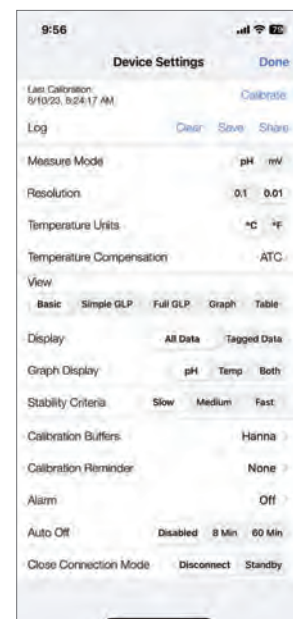 9:56 70
Device Settings Done
Last Calibration:
8/10/23, 8:24:17 AM Calibrate
Log Clear Save Share
Measure Mode pH mV
Resolution 0.1 0.01
Temperature Units °C °F
Temperature Compensation ATC
View
Basic Simple GLP Full GLP Graph Table
Display All Data Tagged Data
Graph Display pH Temp Both
Stability Criteria Slow Medium Fast
Calibration Buffers Hanna
Calibration Reminder None
Alarm Off
Auto Off Disabled 8 Min 60 Min
Close Connection Mode Disconnect Standby